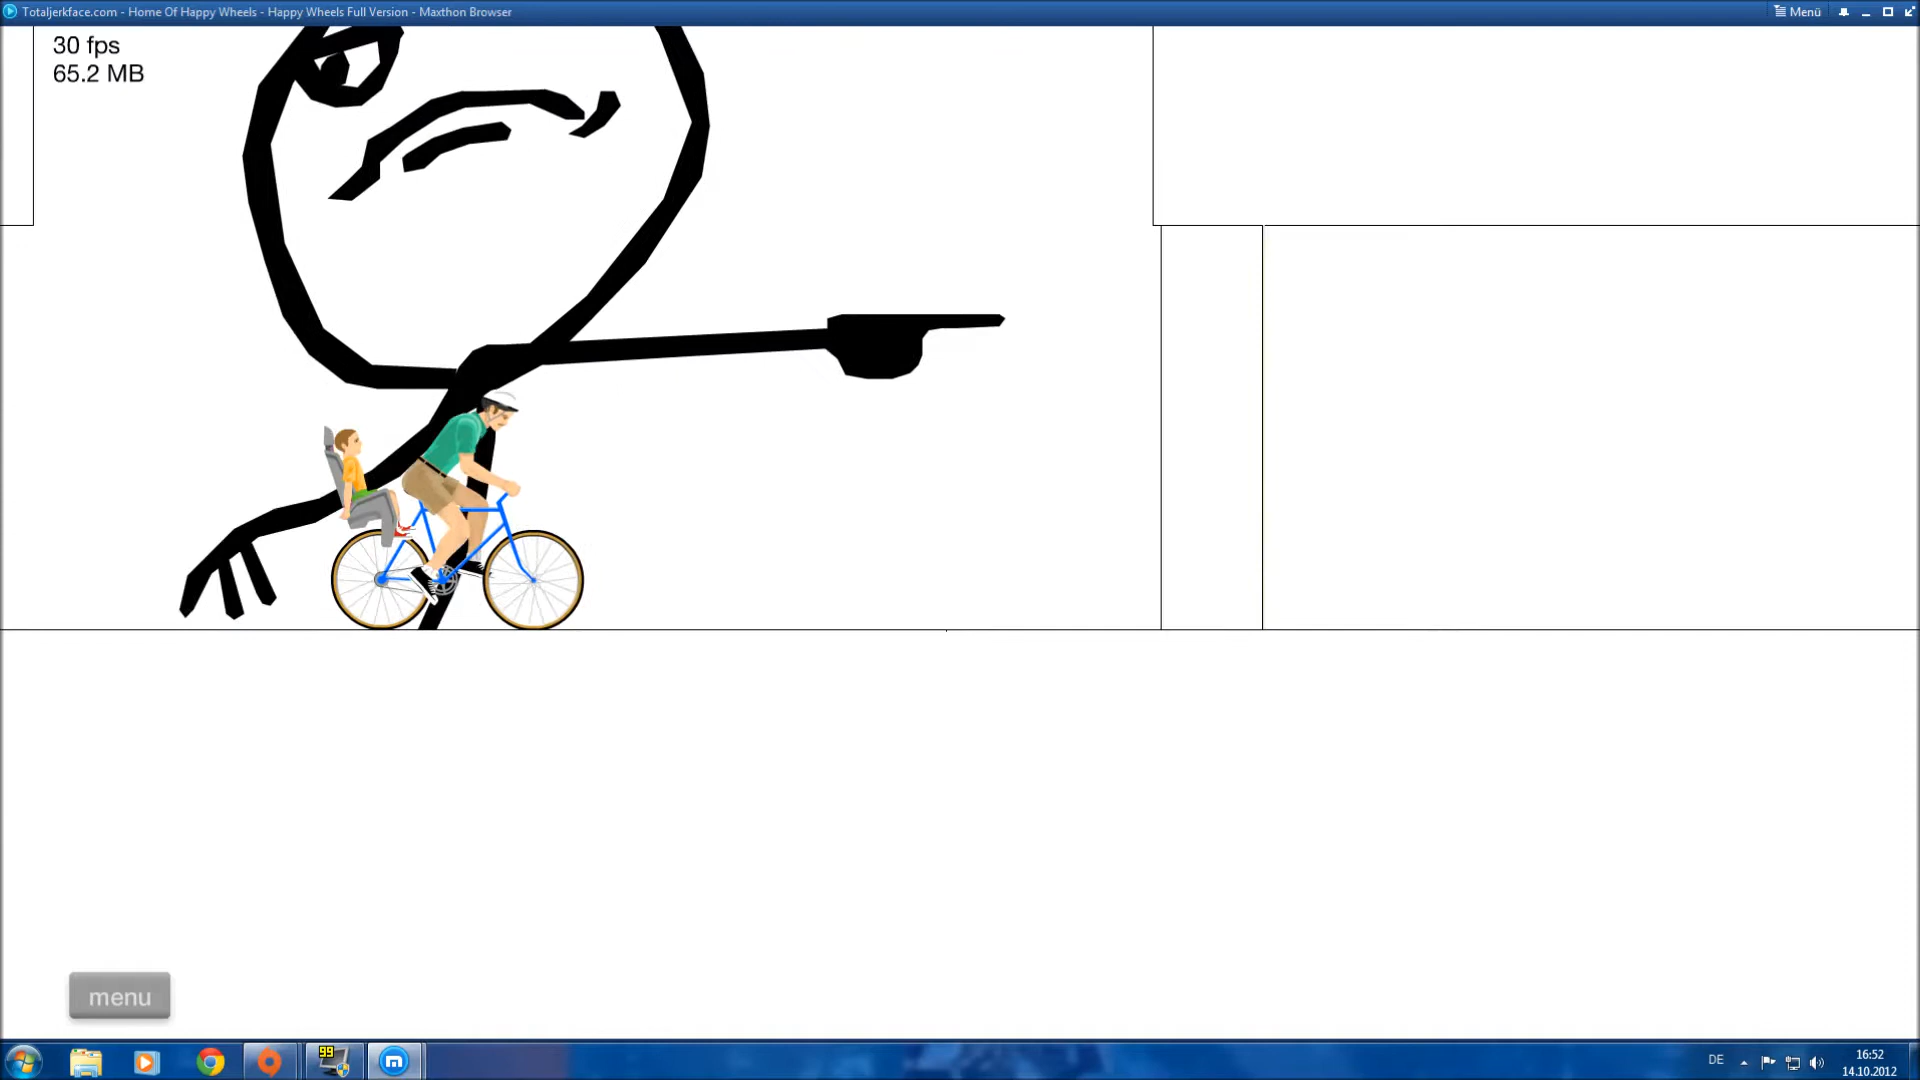 Totaljerkface.com - Home Of Happy Wheels - Happy Wheels Full Version - Maxthon Browser
Menü
30 fps
65.2 MB
menu
99
DE
16:52
14.10.2012